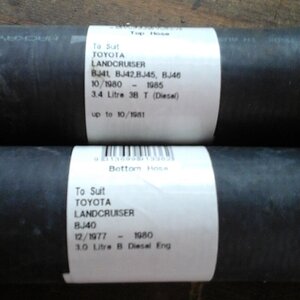 Top Hose
To Suit
TOYOTA
LANDCRUISER
BJ41, BJ42,BJ45, BJ46
10/1980 - 1985
3.4 Litre 3B T (Diesel)
up to 10/1981
Bottom Hose
To Suit
TOYOTA
LANDCRUISER
BJ40
12/1977 - 1980
3.0 Litre B Diesel Eng